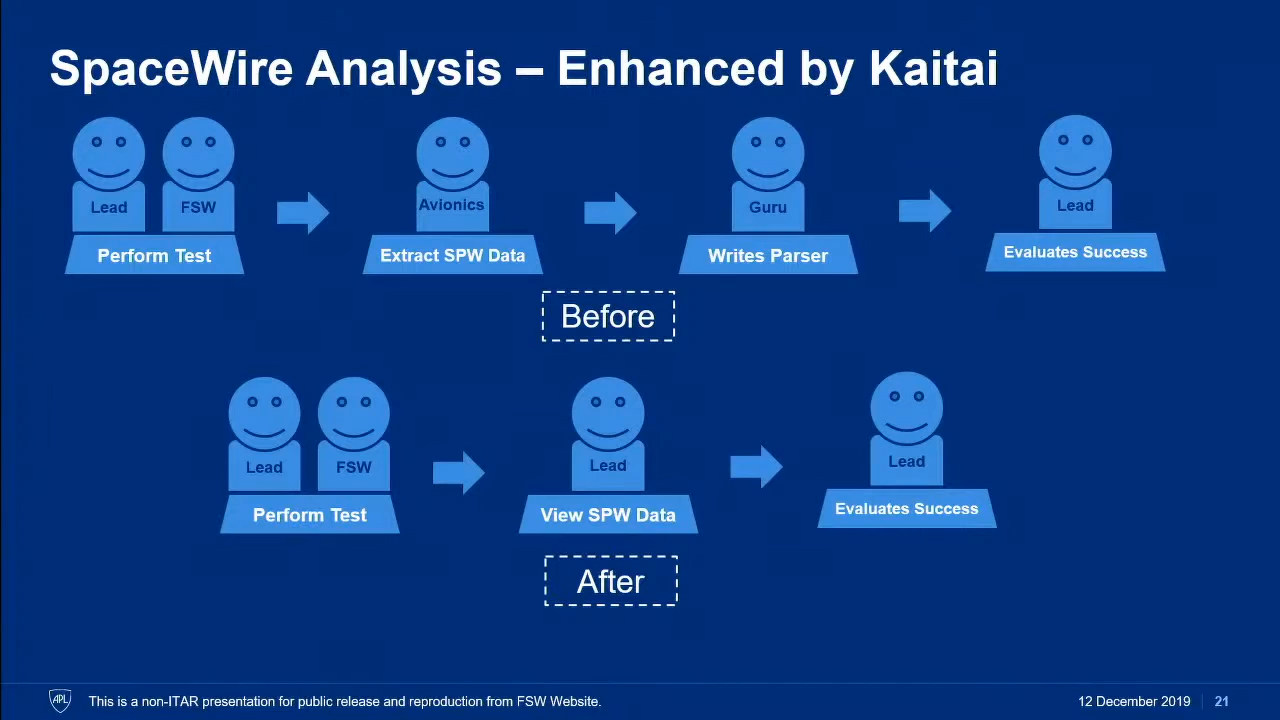 SpaceWire Analysis – Enhanced by Kaitai
Lead
FSW
Perform Test
Avionics
Extract SPW Data
Guru
Writes Parser
Lead
Evaluates Success
Before
Lead
FSW
Perform Test
Lead
View SPW Data
Lead
Evaluates Success
After
APL
This is a non-ITAR presentation for public release and reproduction from FSW Website.
12 December 2019
21